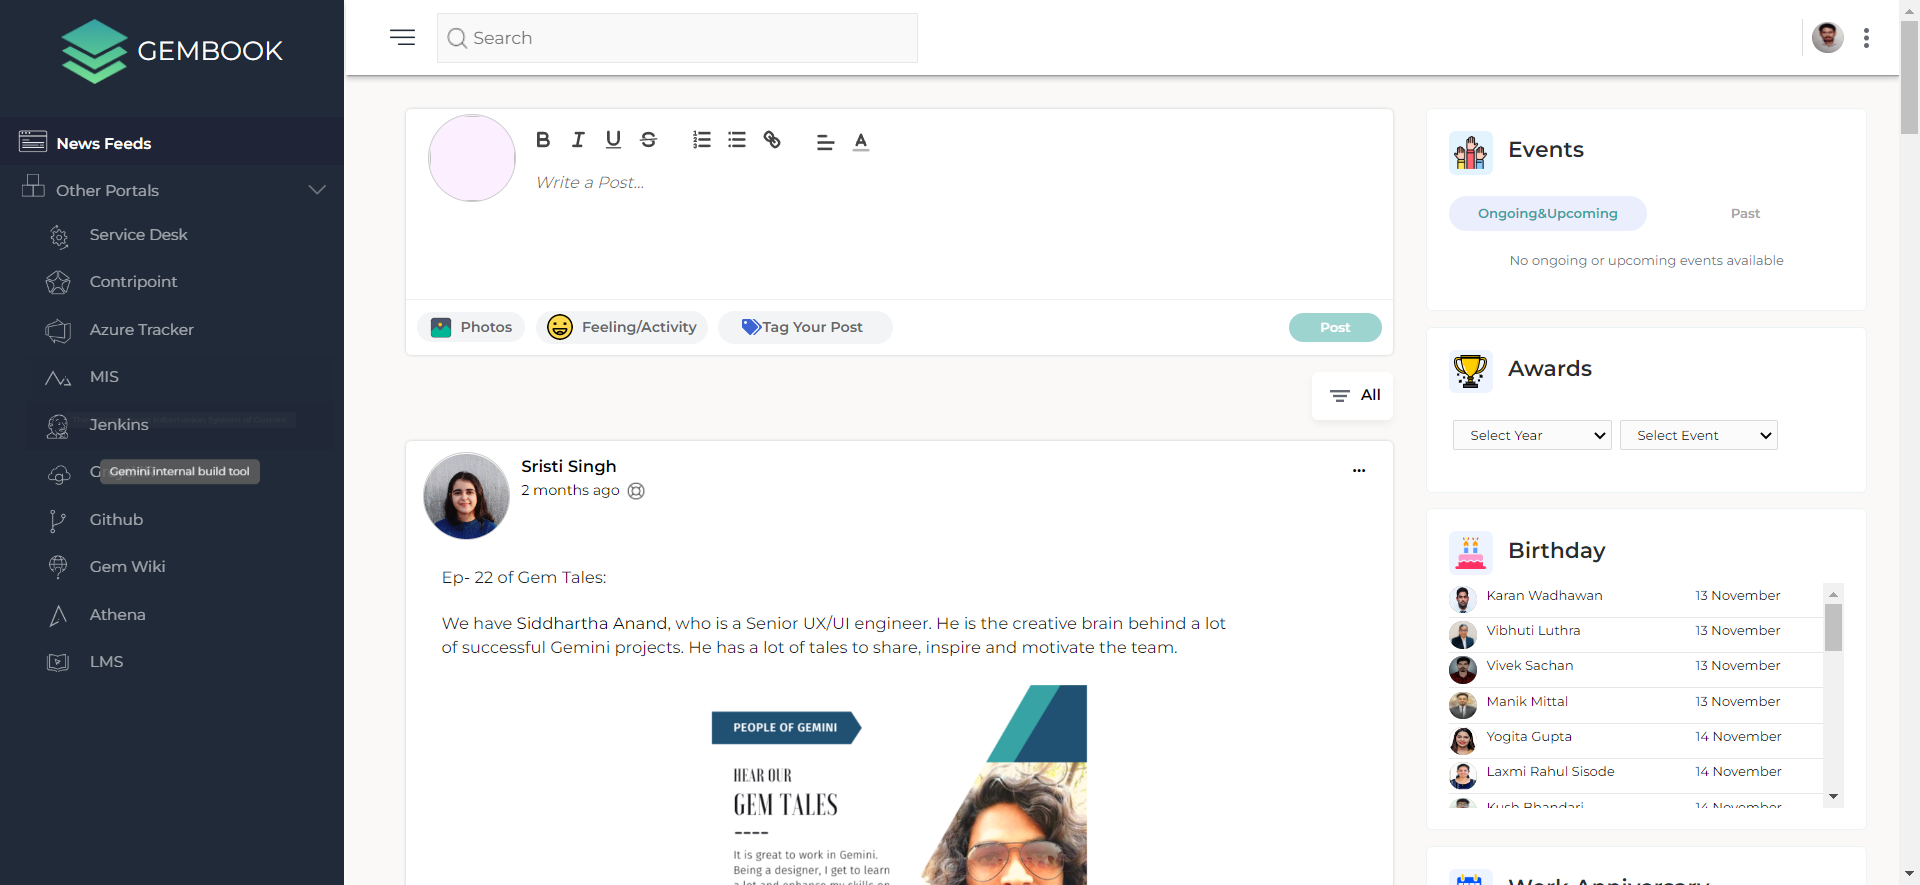 GEMBOOK
News Feeds
Other Portals
Service Desk
Contripoint
Azure Tracker
MIS
Jenkins
Gemini internal build tool
Github
Gem Wiki
Athena
LMS
Search
B I U S A
Write a Post...
Photos
Feeling/Activity
Tag Your Post
Post
All
Sristi Singh
2 months ago
Ep- 22 of Gem Tales:
We have Siddhartha Anand, who is a Senior UX/UI engineer. He is the creative brain behind a lot
of successful Gemini projects. He has a lot of tales to share, inspire and motivate the team.
PEOPLE OF GEMINI
HEAR OUR
GEM TALES
It is great to work in Gemini.
Being a designer, I get to learn
a lot and enhance my skills on
Events
Ongoing&Upcoming
Past
No ongoing or upcoming events available
Awards
Select Year
Select Event
Birthday
Karan Wadhawan 13 November
Vibhuti Luthra 13 November
Vivek Sachan 13 November
Manik Mittal 13 November
Yogita Gupta 14 November
Laxmi Rahul Sisode 14 November
Kush Bhandari 14 November
Work Anniversary